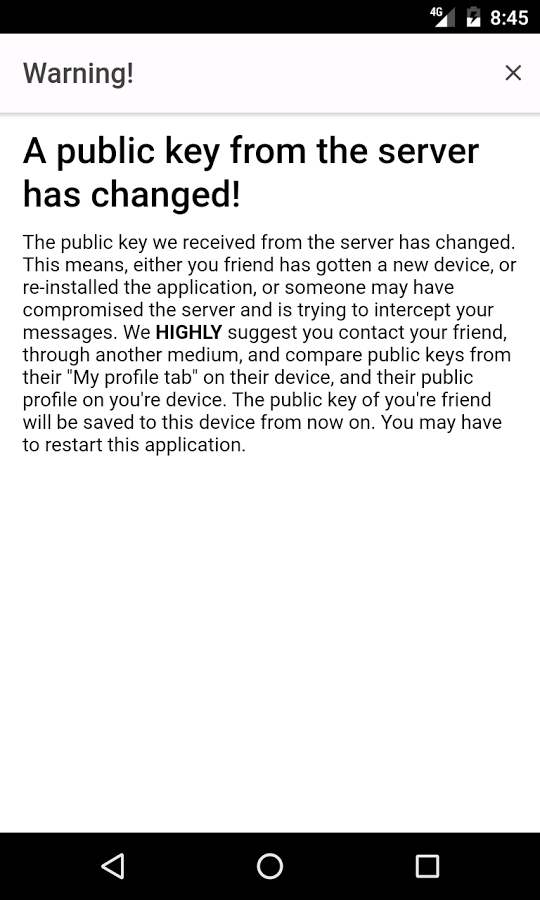 4G 8:45
Warning!
A public key from the server
has changed!
The public key we received from the server has changed.
This means, either you friend has gotten a new device, or
re-installed the application, or someone may have
compromised the server and is trying to intercept your
messages. We HIGHLY suggest you contact your friend,
through another medium, and compare public keys from
their "My profile tab" on their device, and their public
profile on you're device. The public key of you're friend
will be saved to this device from now on. You may have
to restart this application.